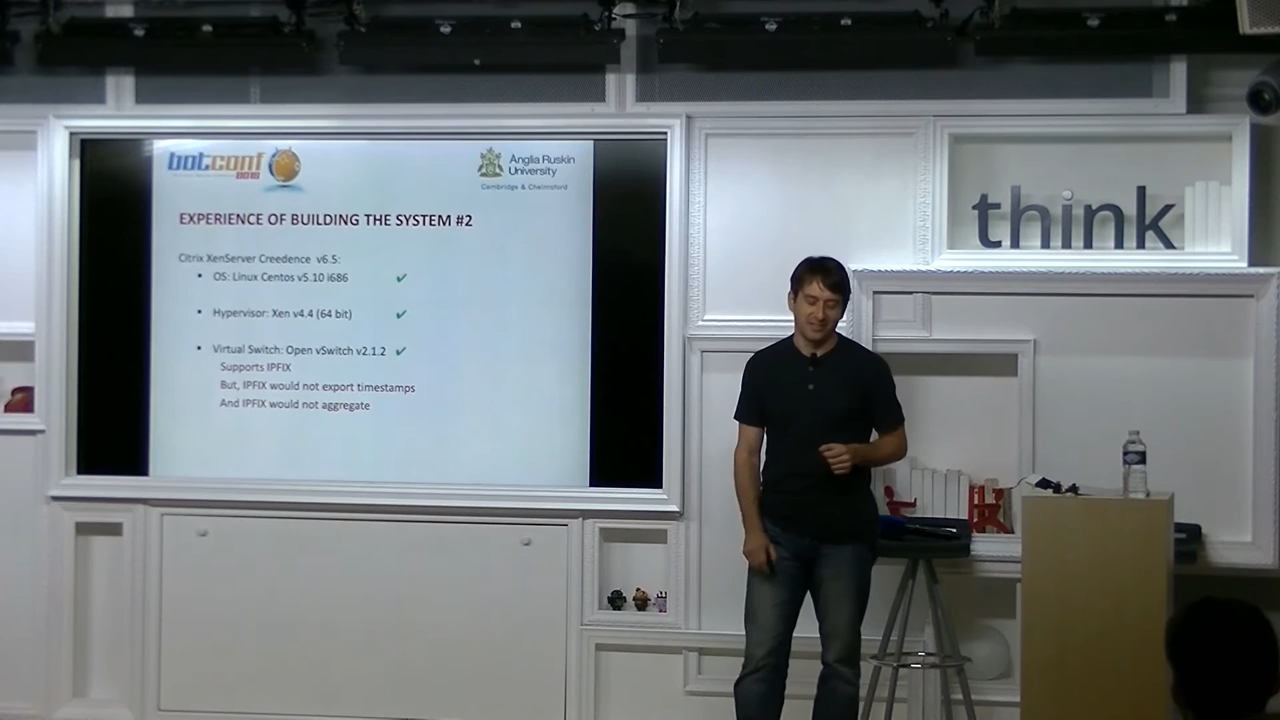 botconf
2015
Anglia Ruskin
University
Cambridge & Chelmsford
EXPERIENCE OF BUILDING THE SYSTEM #2
Citrix XenServer Creedence v6.5:
OS: Linux Centos v5.10 i686 ✓
Hypervisor: Xen v4.4 (64 bit) ✓
Virtual Switch: Open vSwitch v2.1.2 ✓
Supports IPFIX
But, IPFIX would not export timestamps
And IPFIX would not aggregate
think